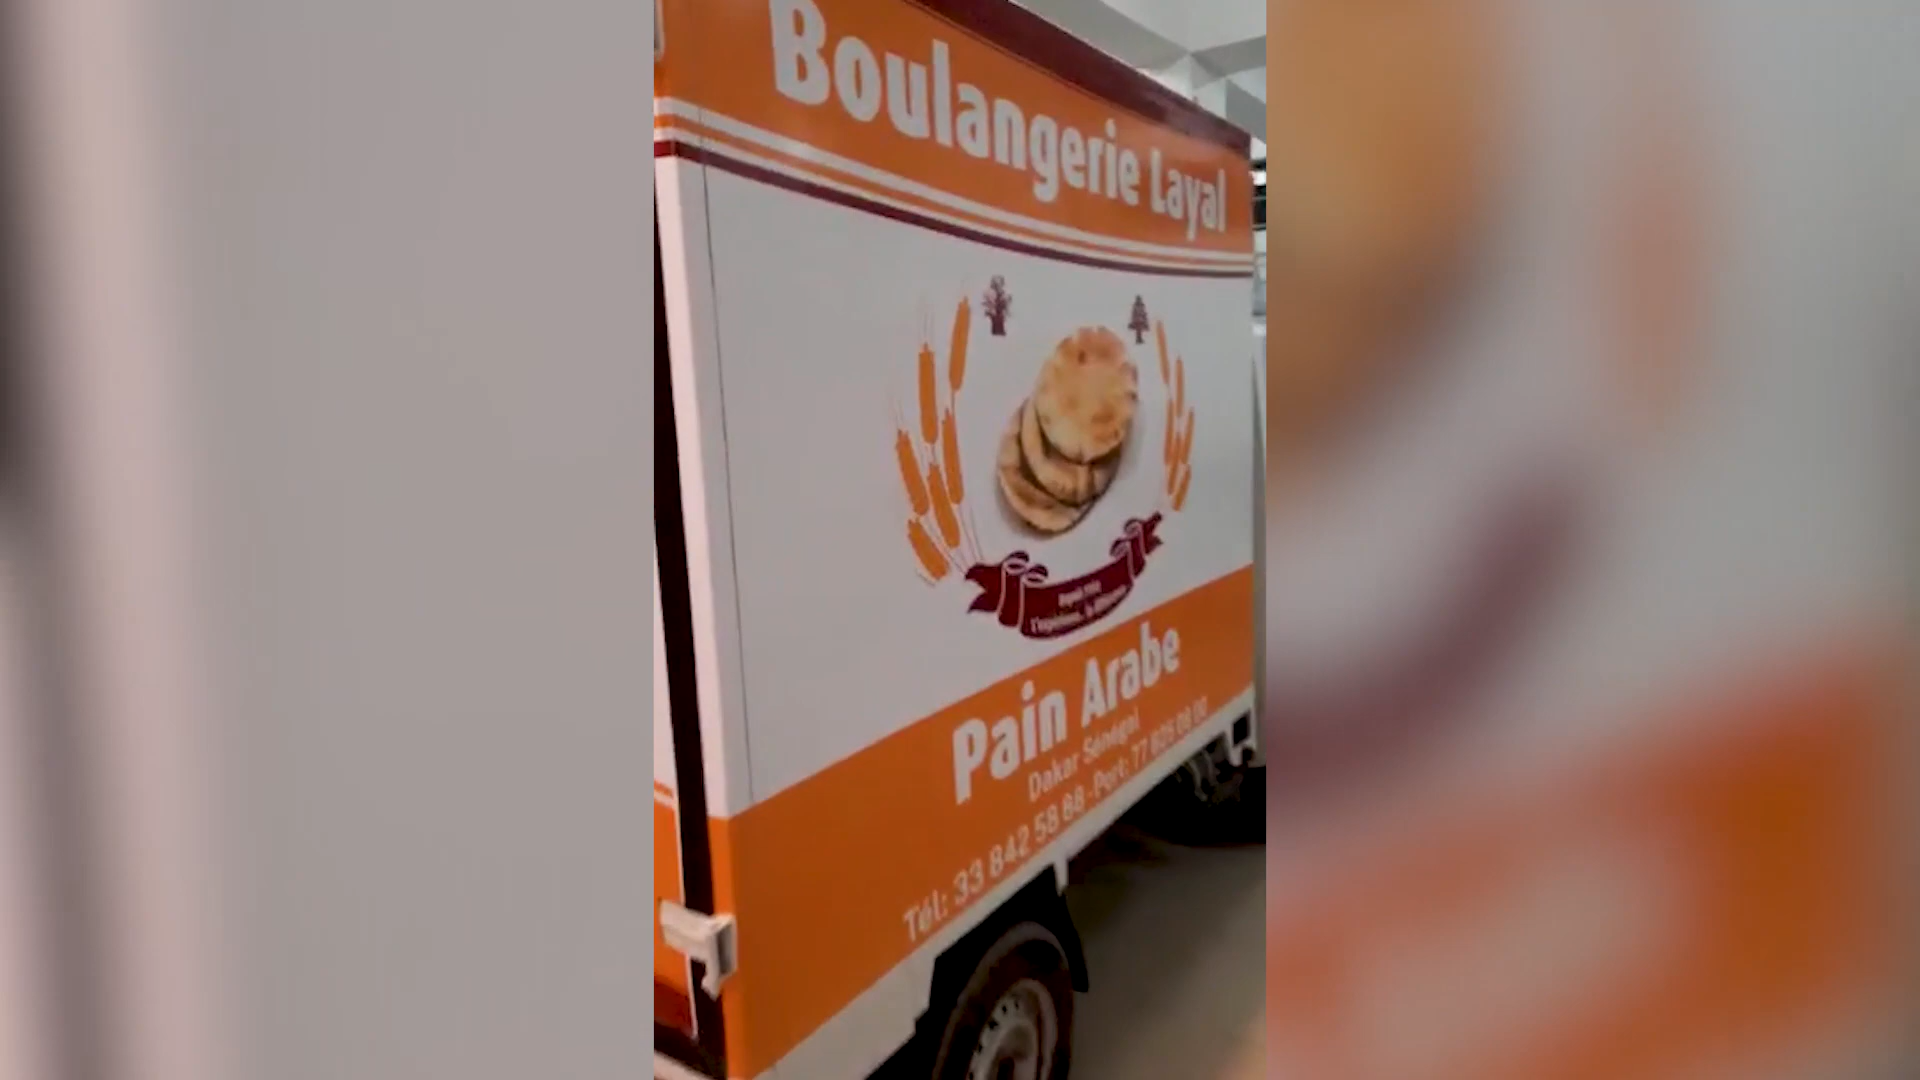 Boulangerie Layal
Pain Arabe
Dakar Sénégal
Tél: 33 842 58 88 - Port: 77